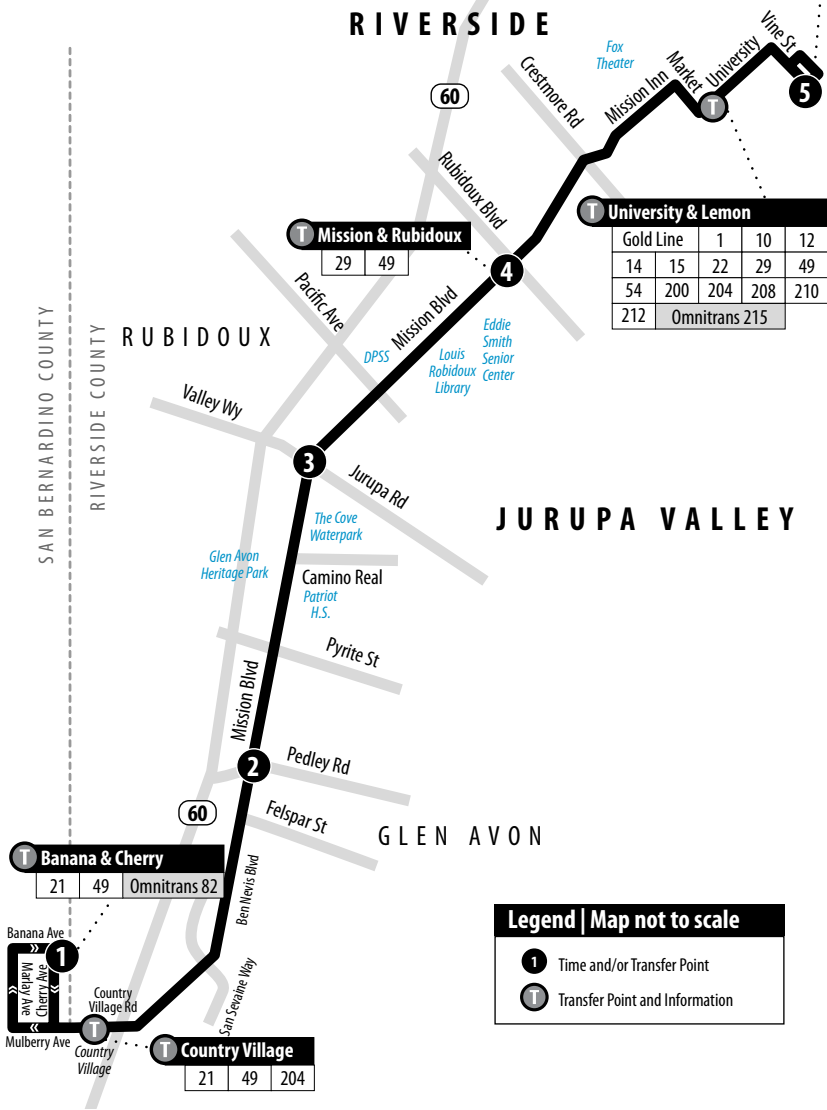 RIVERSIDE
Vine St
University
Market
Mission Inn
5
T
Fox
Theater
Crestmore Rd
60
Rubidoux Blvd
T University & Lemon
Gold Line 1 10 12
14 15 22 29 49
54 200 204 208 210
212 Omnitrans 215
T Mission & Rubidoux
29 49
4
Pacific Ave
Mission Blvd
RUBIDOUX
DPSS
Louis
Robidoux
Library
Eddie
Smith
Senior
Center
SAN BERNARDINO COUNTY
RIVERSIDE COUNTY
Valley Wy
3
Jurupa Rd
JURUPA VALLEY
The Cove
Waterpark
Glen Avon
Heritage Park
Camino Real
Patriot
H.S.
Pyrite St
Mission Blvd
2
Pedley Rd
60
Felspar St
GLEN AVON
T Banana & Cherry
21 49 Omnitrans 82
Ben Nevis Blvd
Banana Ave
1
Cherry Ave
Marlay Ave
Mulberry Ave
Country
Village Rd
T
Country
Village
San Sevaine Way
T Country Village
21 49 204
Legend | Map not to scale
1 Time and/or Transfer Point
T Transfer Point and Information